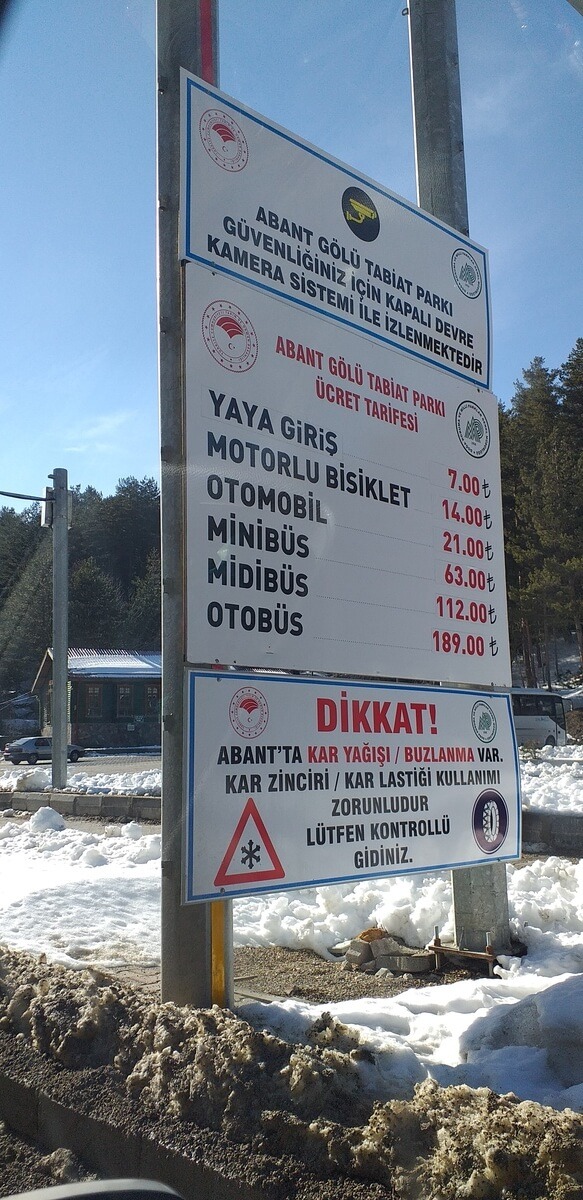 ABANT GÖLÜ TABİAT PARKI
GÜVENLİĞİNİZ İÇİN KAPALI DEVRE
KAMERA SİSTEMİ İLE İZLENMEKTEDİR
ABANT GÖLÜ TABİAT PARKI
ÜCRET TARİFESİ
YAYA GİRİŞ 7.00₺
MOTORLU BİSİKLET 14.00₺
OTOMOBİL 21.00₺
MİNİBÜS 63.00₺
MİDİBÜS 112.00₺
OTOBÜS 189.00 ₺
DİKKAT!
ABANT'TA KAR YAĞIŞI / BUZLANMA VAR.
KAR ZİNCİRİ / KAR LASTİĞİ KULLANIMI
ZORUNLUDUR
LÜTFEN KONTROLLÜ
GİDİNİZ.